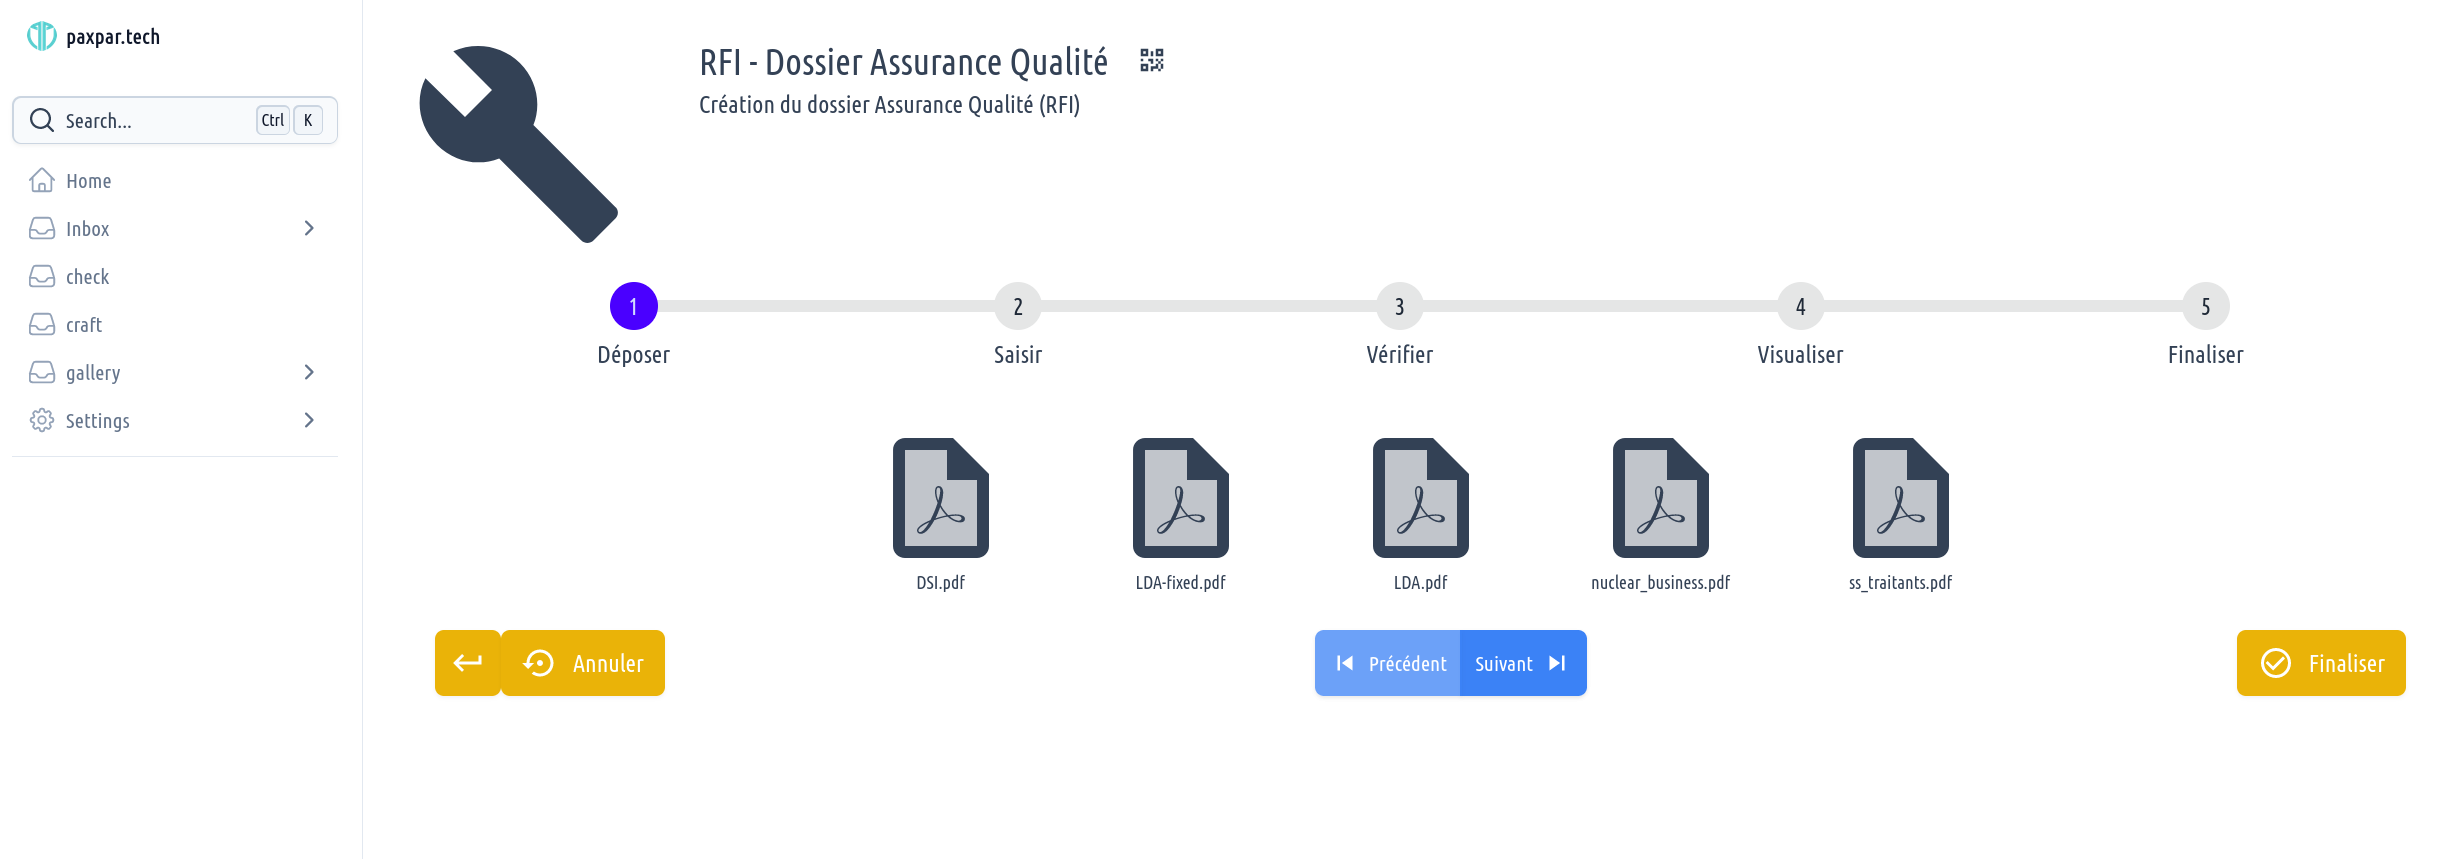 paxpar.tech
Search...
Ctrl K
Home
Inbox
check
craft
gallery
Settings
RFI - Dossier Assurance Qualité
Création du dossier Assurance Qualité (RFI)
1 2 3 4 5
Déposer Saisir Vérifier Visualiser Finaliser
DSI.pdf LDA-fixed.pdf LDA.pdf nuclear_business.pdf ss_traitants.pdf
Annuler Précédent Suivant Finaliser